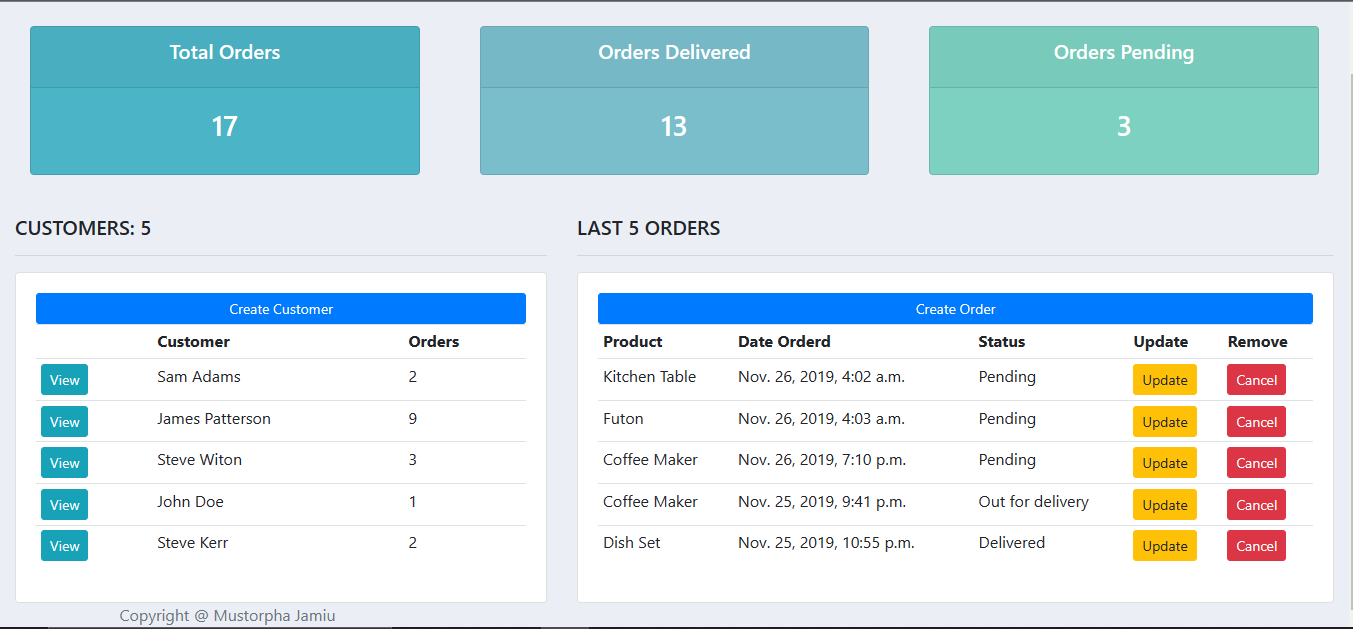 Total Orders
17
Orders Delivered
13
Orders Pending
3
CUSTOMERS: 5
Create Customer
Customer Orders
View Sam Adams 2
View James Patterson 9
View Steve Witon 3
View John Doe 1
View Steve Kerr 2
LAST 5 ORDERS
Create Order
Product Date Orderd Status Update Remove
Kitchen Table Nov. 26, 2019, 4:02 a.m. Pending Update Cancel
Futon Nov. 26, 2019, 4:03 a.m. Pending Update Cancel
Coffee Maker Nov. 26, 2019, 7:10 p.m. Pending Update Cancel
Coffee Maker Nov. 25, 2019, 9:41 p.m. Out for delivery Update Cancel
Dish Set Nov. 25, 2019, 10:55 p.m. Delivered Update Cancel
Copyright @ Mustorpha Jamiu